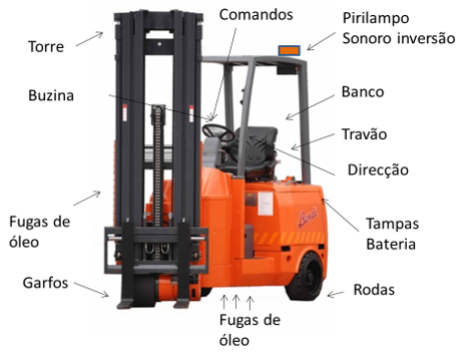 Comandos
Pirilampo
Sonoro inversão
Torre
Buzina
Banco
Travão
Direcção
Fugas de
óleo
Tampas
Bateria
Garfos
Rodas
Fugas de
óleo